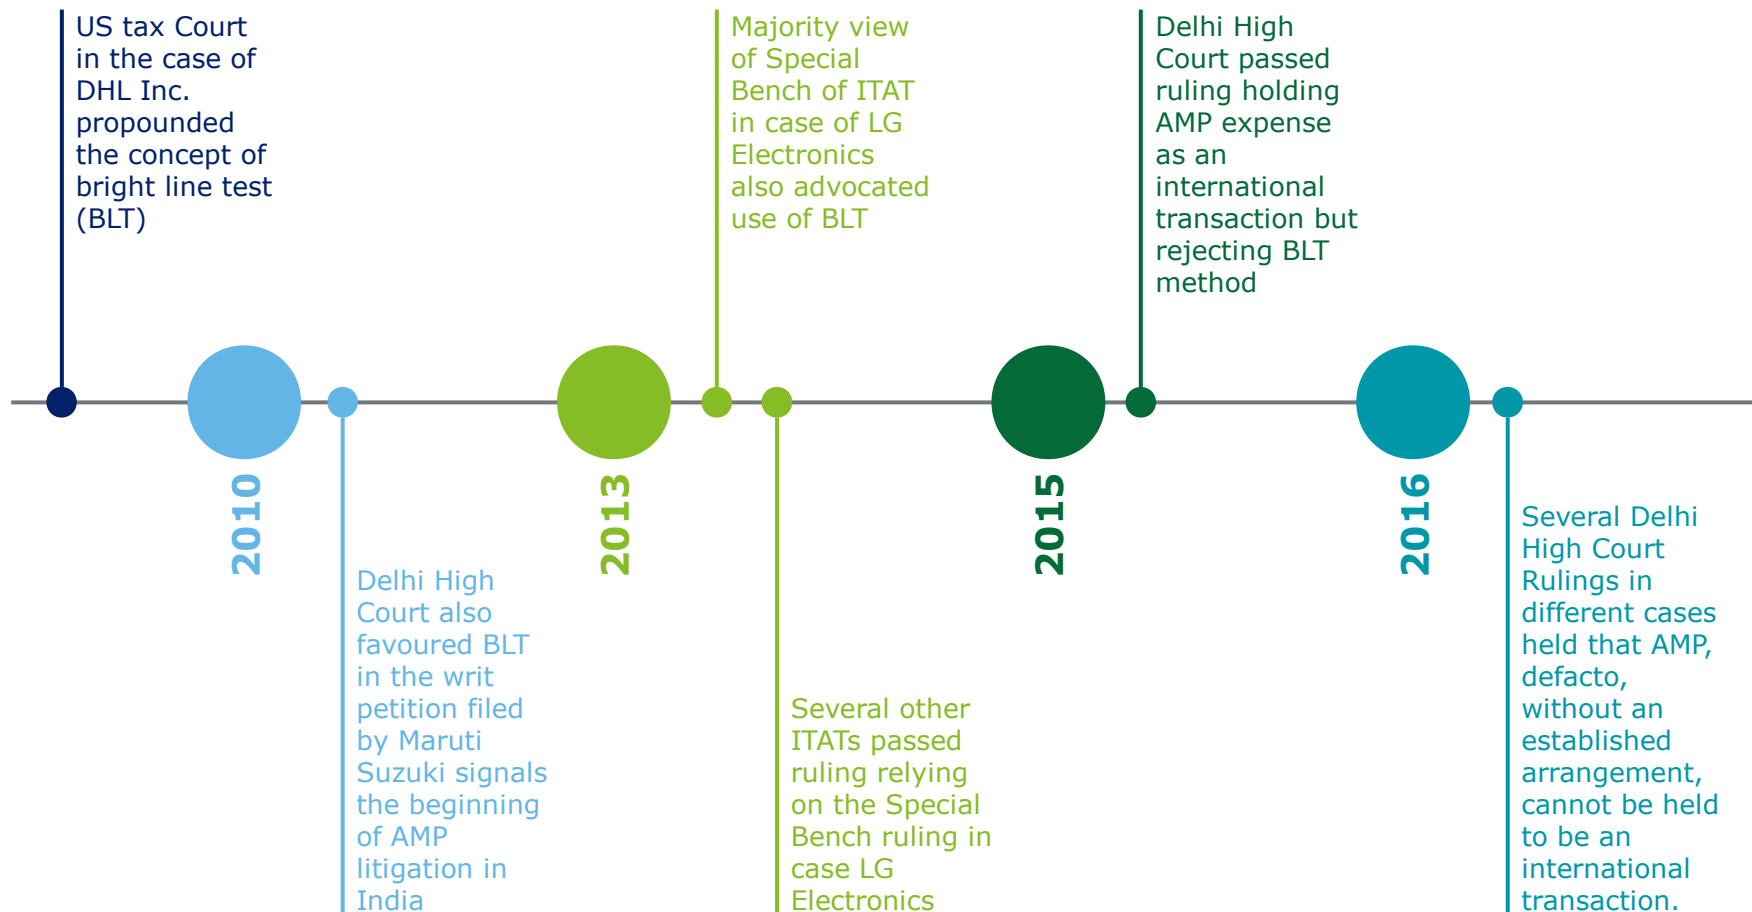 US tax Court
in the case of
DHL Inc.
propounded
the concept of
bright line test
(BLT)
2010
Delhi High
Court also
favoured BLT
in the writ
petition filed
by Maruti
Suzuki signals
the beginning
of AMP
litigation in
India
2013
Majority view
of Special
Bench of ITAT
in case of LG
Electronics
also advocated
use of BLT
Several other
ITATs passed
ruling relying
on the Special
Bench ruling in
case LG
Electronics
2015
Delhi High
Court passed
ruling holding
AMP expense
as an
international
transaction but
rejecting BLT
method
2016
Several Delhi
High Court
Rulings in
different cases
held that AMP,
defacto,
without an
established
arrangement,
cannot be held
to be an
international
transaction.